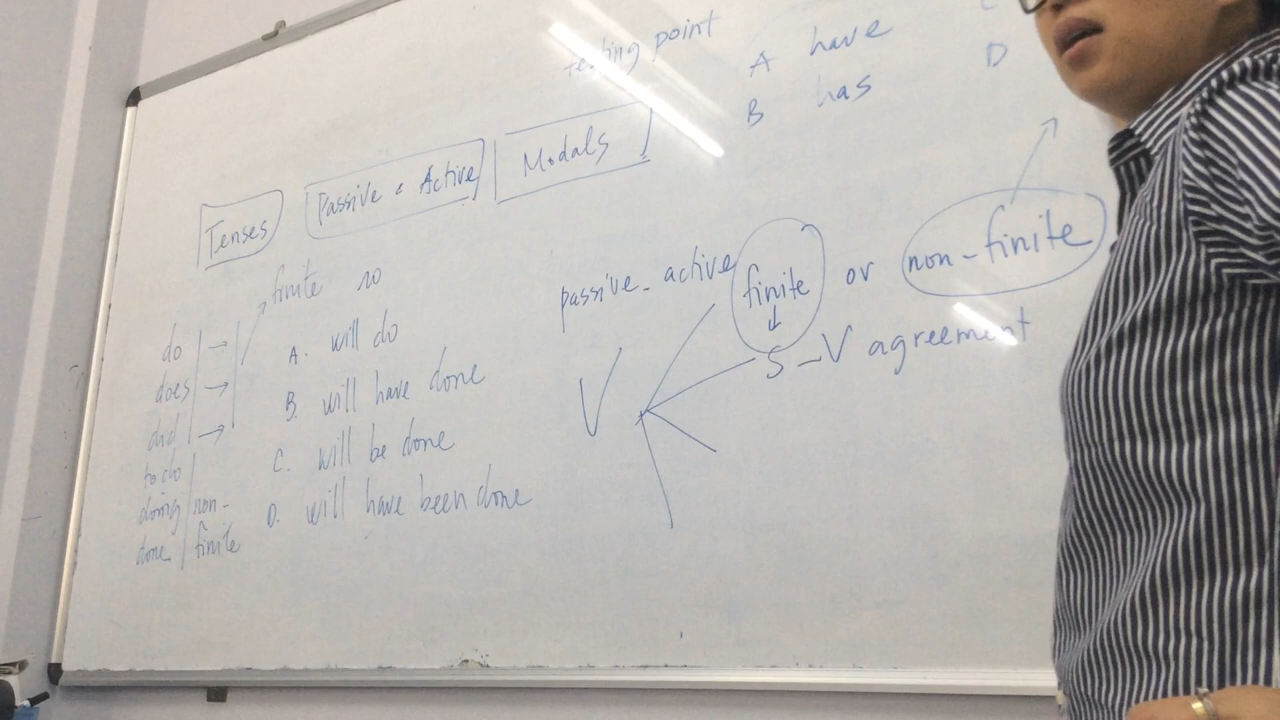 testing point
A have
B has
D
Tenses
Passive & Active
Modals
finite
do
does
did
to do
doing
done
non-
finite
A. will do
B. will have done
C. will be done
D. will have been done
passive - active
V
finite or non-finite
S-V agreement